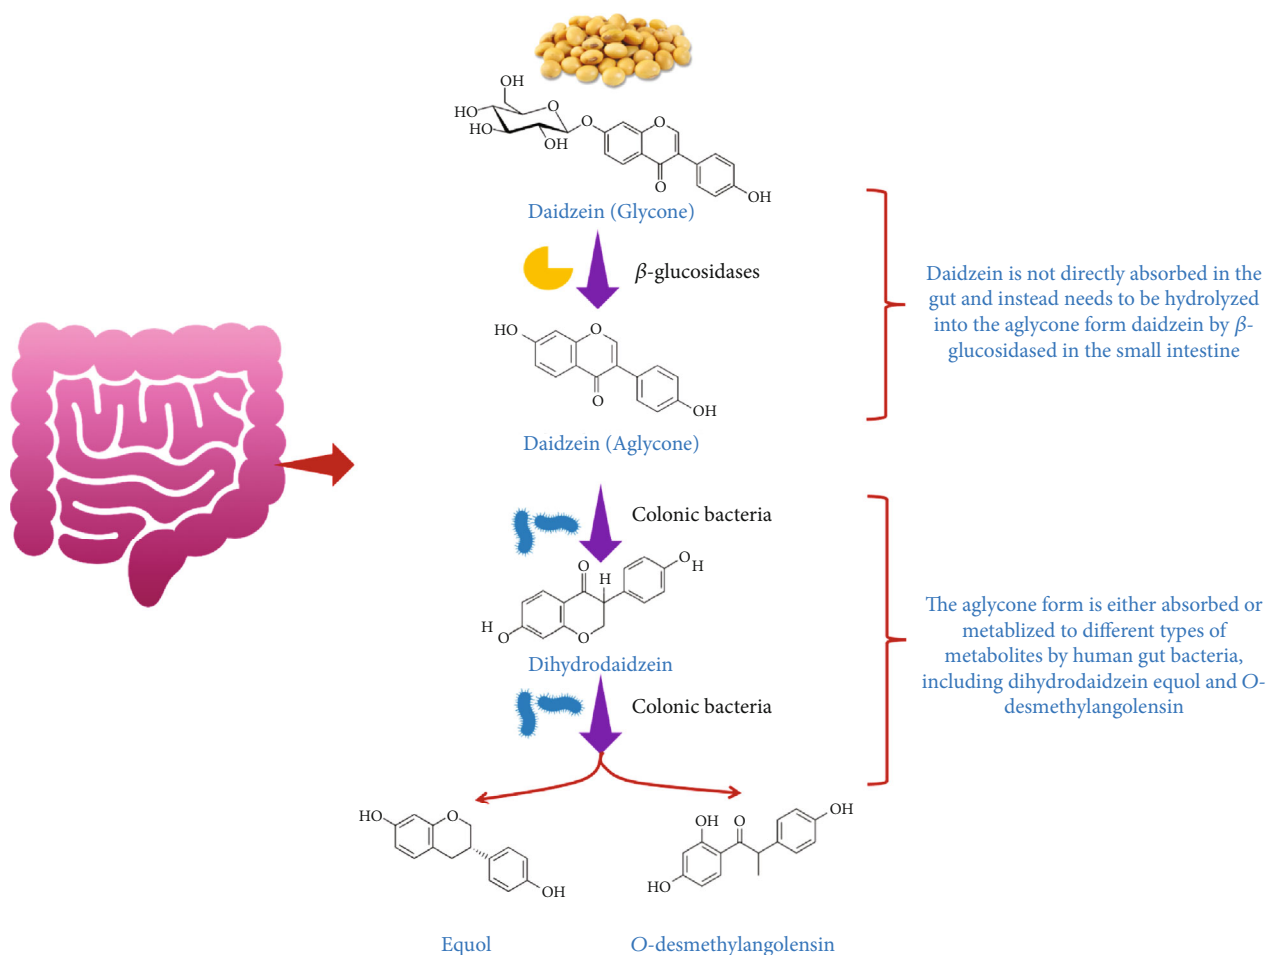 OH
HO
O
O
O
HO
OH
O
OH
Daidzein (Glycone)
β-glucosidases
Daidzein is not directly absorbed in the
gut and instead needs to be hydrolyzed
into the aglycone form daidzein by β-
glucosidased in the small intestine
HO
O
O
OH
Daidzein (Aglycone)
Colonic bacteria
O
H
O
H
H
O
O
Dihydrodaidzein
Colonic bacteria
The aglycone form is either absorbed or
metablized to different types of
metabolites by human gut bacteria,
including dihydrodaidzein equol and O-
desmethylangolensin
HO
O
OH
Equol
OH
O
OH
HO
O-desmethylangolensin